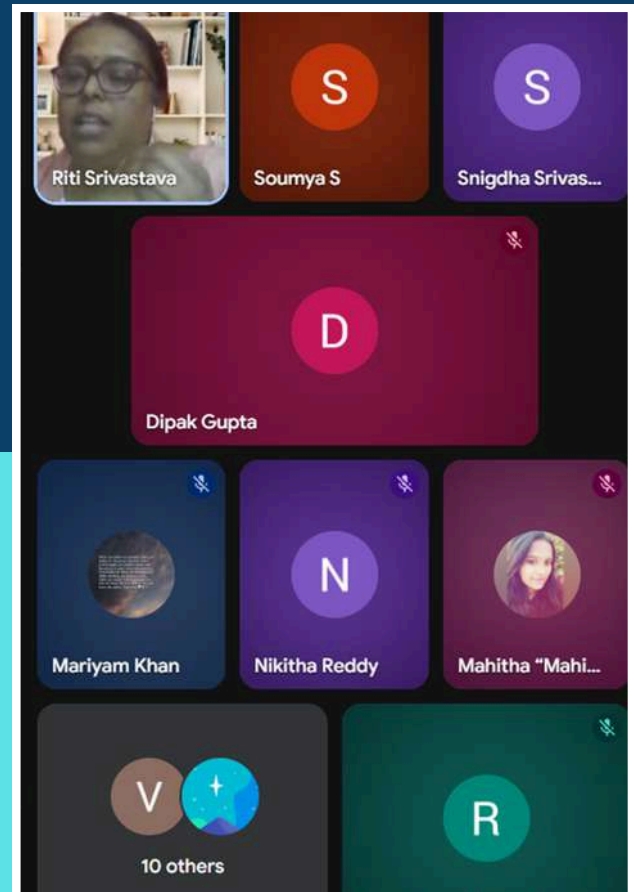 Riti Srivastava
S
Soumya S
S
Snigdha Srivas...
D
Dipak Gupta
Mariyam Khan
N
Nikitha Reddy
Mahitha “Mahi...
V
10 others
R